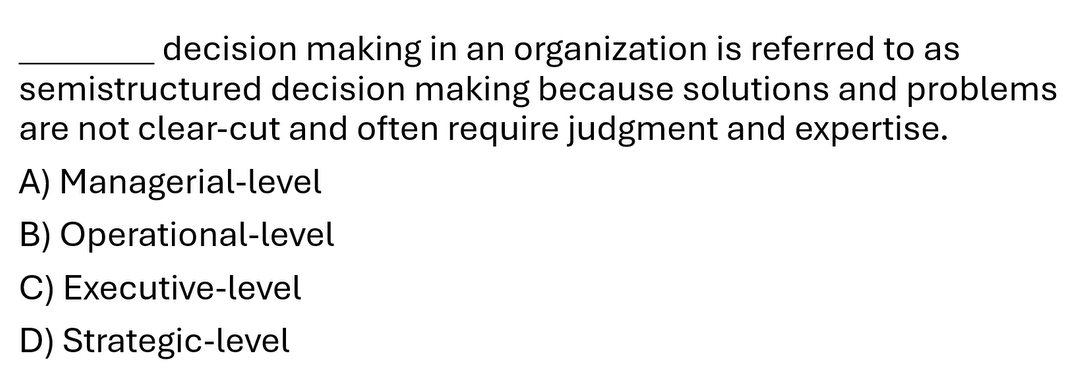 _________ decision making in an organization is referred to as
semistructured decision making because solutions and problems
are not clear-cut and often require judgment and expertise.
A) Managerial-level
B) Operational-level
C) Executive-level
D) Strategic-level